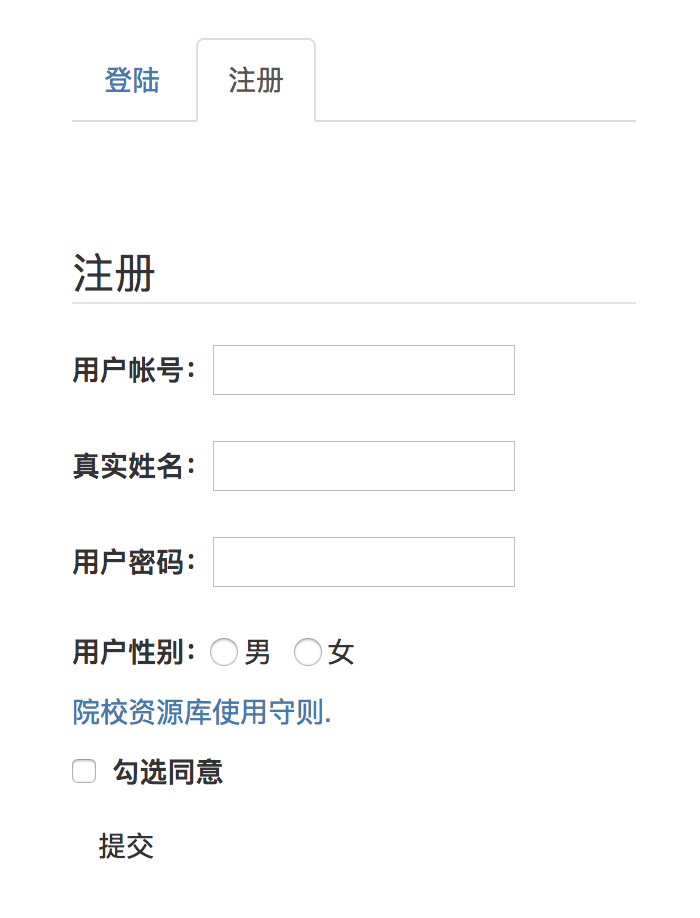 登陆 注册
注册
用户帐号：
真实姓名：
用户密码：
用户性别： 男 女
院校资源库使用守则.
勾选同意
提交